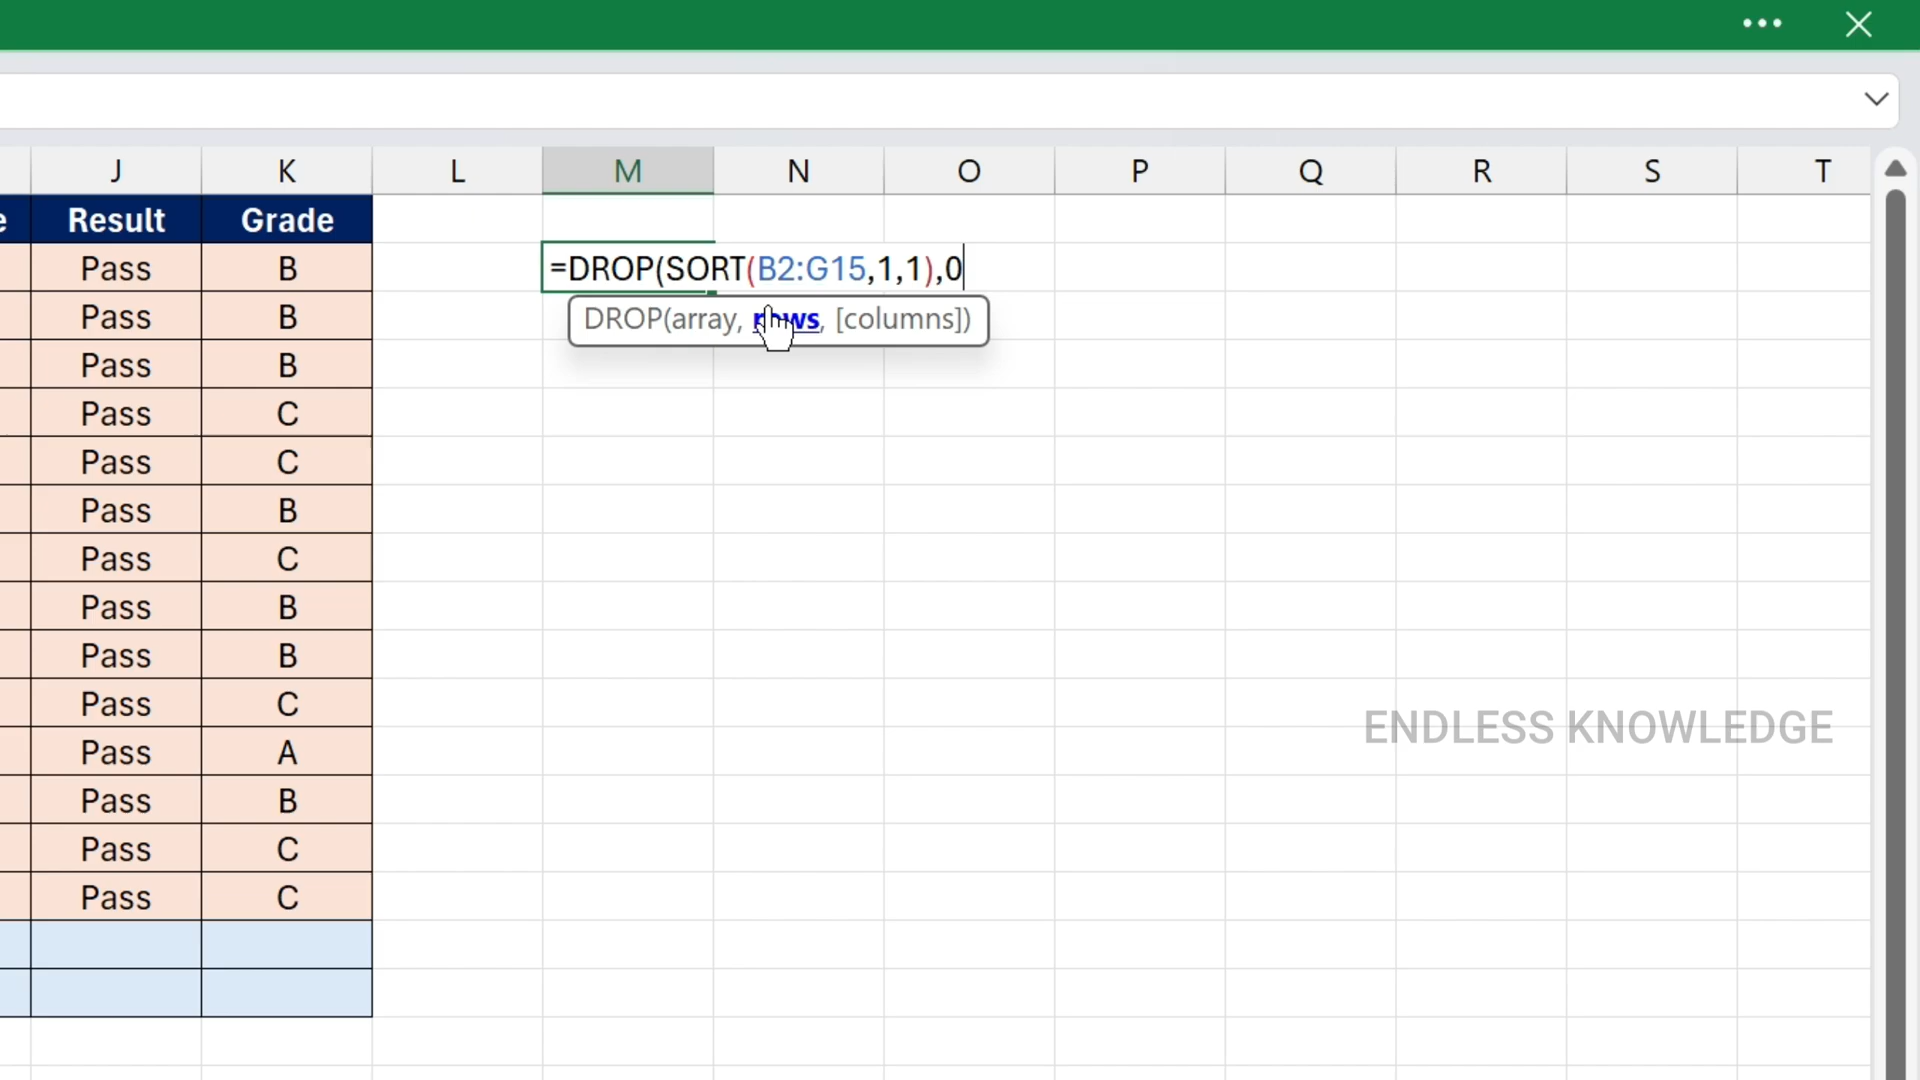 J K L M N O P Q R S T
e Result Grade
Pass B =DROP(SORT(B2:G15,1,1),0
Pass B DROP(array, rows, [columns])
Pass B
Pass C
Pass C
Pass B
Pass C
Pass B
Pass B
Pass C
ENDLESS KNOWLEDGE
Pass A
Pass B
Pass C
Pass C